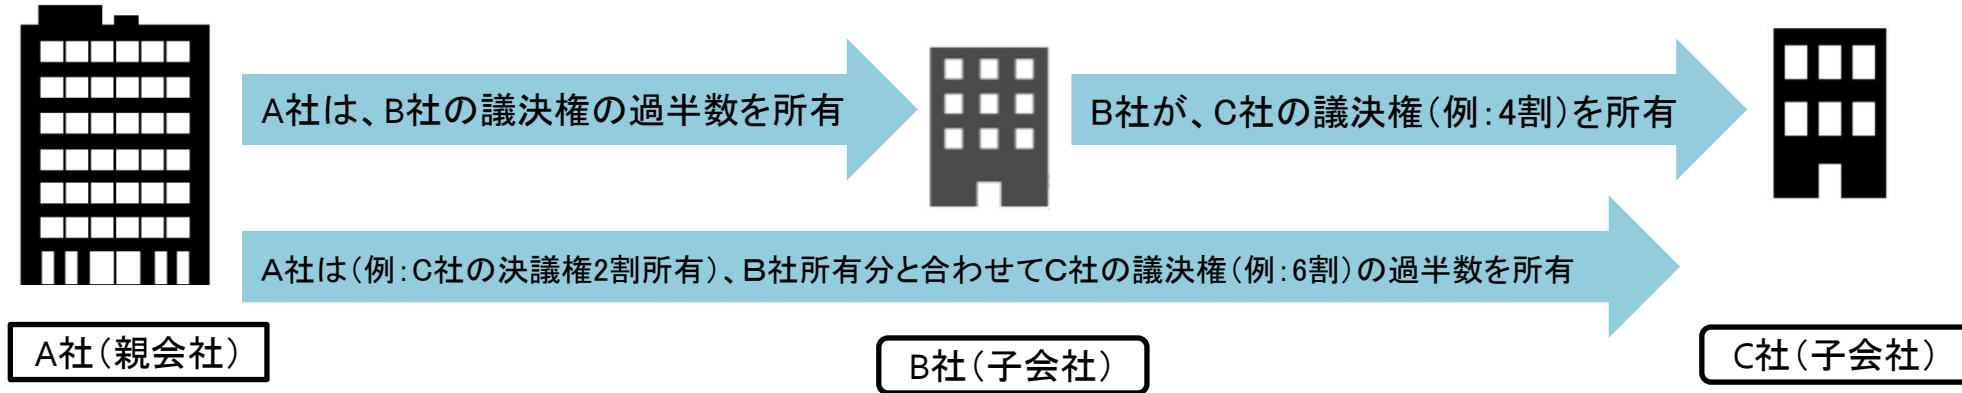 A社は、B社の議決権の過半数を所有
B社が、C社の議決権(例:4割)を所有
A社は(例:C社の決議権2割所有)、B社所有分と合わせてC社の議決権(例:6割)の過半数を所有
A社(親会社)
B社(子会社)
C社(子会社)